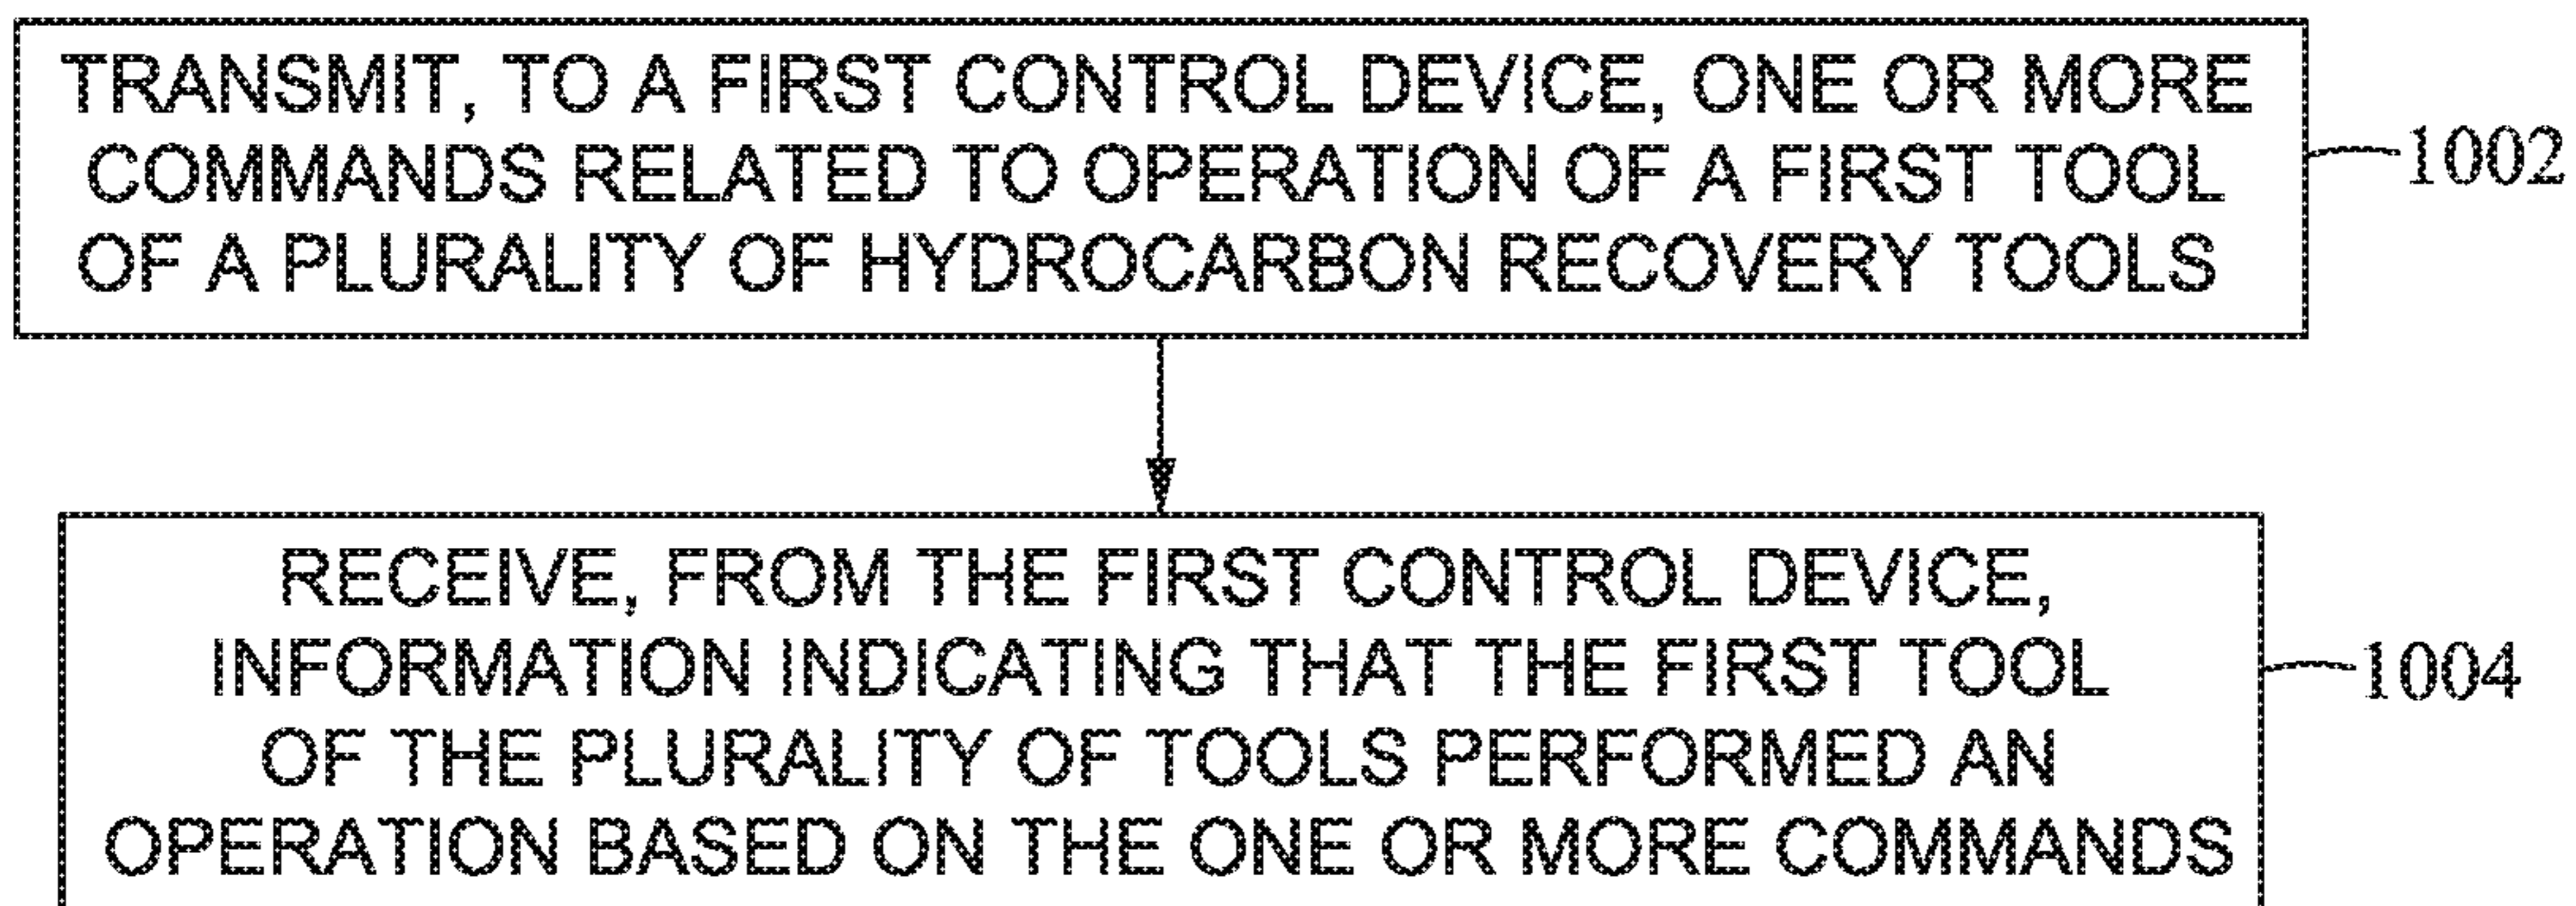 TRANSMIT, TO A FIRST CONTROL DEVICE, ONE OR MORE
COMMANDS RELATED TO OPERATION OF A FIRST TOOL
OF A PLURALITY OF HYDROCARBON RECOVERY TOOLS
1002
RECEIVE, FROM THE FIRST CONTROL DEVICE,
INFORMATION INDICATING THAT THE FIRST TOOL
OF THE PLURALITY OF TOOLS PERFORMED AN
OPERATION BASED ON THE ONE OR MORE COMMANDS
1004